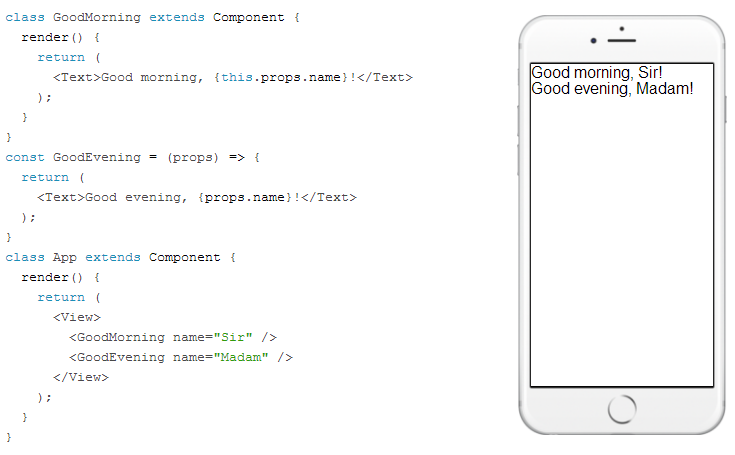 class GoodMorning extends Component {
  render() {
    return (
      <Text>Good morning, {this.props.name}!</Text>
    );
  }
}
const GoodEvening = (props) => {
  return (
    <Text>Good evening, {props.name}!</Text>
  );
}
class App extends Component {
  render() {
    return (
      <View>
        <GoodMorning name="Sir" />
        <GoodEvening name="Madam" />
      </View>
    );
  }
}
Good morning, Sir!
Good evening, Madam!